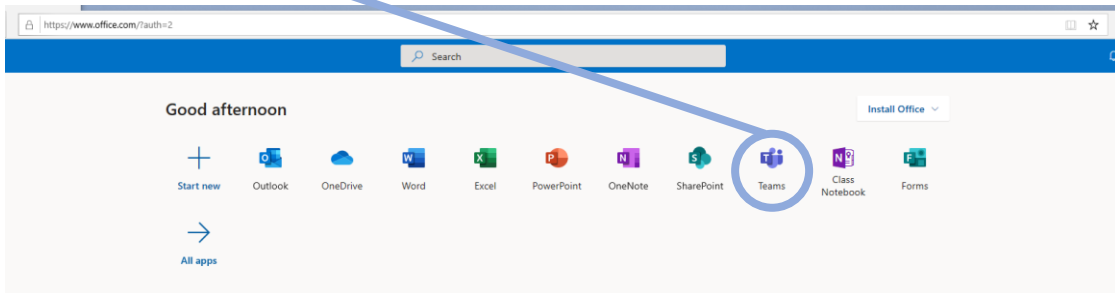 https://www.office.com/?auth=2
Search
Good afternoon
Install Office
Start new Outlook OneDrive Word Excel PowerPoint OneNote SharePoint Teams Class Notebook Forms
All apps